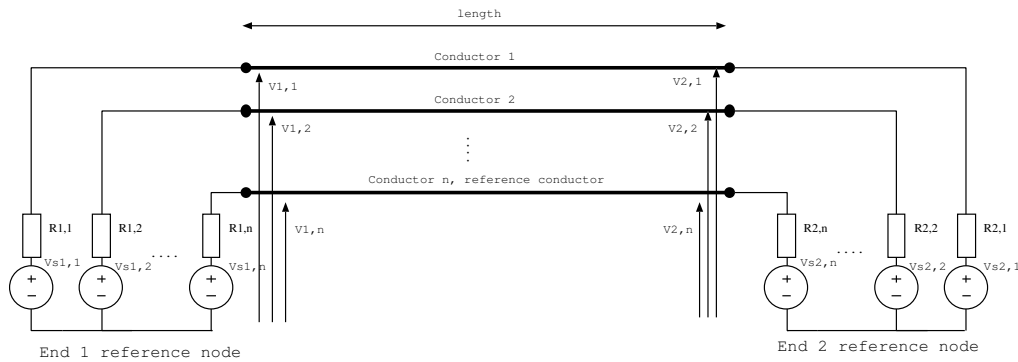 length
Conductor 1
V1,1
V2,1
Conductor 2
V1,2
V2,2
Conductor n, reference conductor
R1,1
R1,2
R1,n
V1,n
V2,n
R2,n
R2,2
R2,1
Vs1,1
Vs1,2
....
Vs1,n
Vs2,n
....
Vs2,2
Vs2,1
End 1 reference node
End 2 reference node